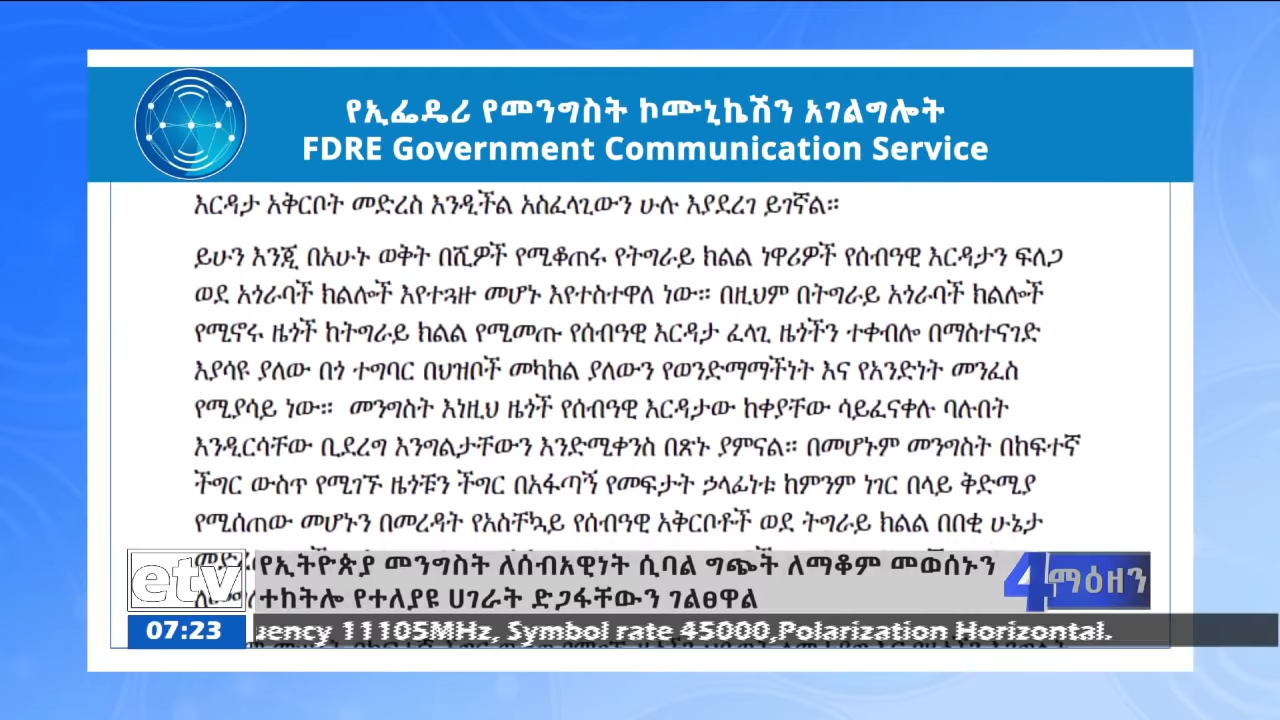 የኢፌዴሪ የመንግስት ኮሙኒኬሽን አገልግሎት
FDRE Government Communication Service
እርዳታ አቅርቦት መድረስ እንዲችል አስፈላጊውን ሁሉ እያደረገ ይገኛል።
ይሁን እንጂ በአሁኑ ወቅት በሺዎች የሚቆጠሩ የትግራይ ክልል ነዋሪዎች የሰብዓዊ እርዳታን ፍለጋ
ወደ አጎራባች ክልሎች እየተጓዙ መሆኑ እየተስተዋለ ነው። በዚህም በትግራይ አጎራባች ክልሎች
የሚኖሩ ዜጎች ከትግራይ ክልል የሚመጡ የሰብዓዊ እርዳታ ፈላጊ ዜጎችን ተቀብሎ በማስተናገድ
እያሳዩ ያለው በጎ ተግባር በህዝቦች መካከል ያለውን የወንድማማችነት እና የአንድነት መንፈስ
የሚያሳይ ነው። መንግስት እነዚህ ዜጎች የሰብዓዊ እርዳታው ከቀያቸው ሳይፈናቀሉ ባሉበት
እንዲርሳቸው ቢደረግ እንግልታቸውን እንድሚቀንስ በጽኑ ያምናል። በመሆኑም መንግስት በከፍተኛ
ችግር ውስጥ የሚገኙ ዜጎቹን ችግር በአፋጣኝ የመፍታት ኃላፊነቱ ከምንም ነገር በላይ ቅድሚያ
የሚሰጠው መሆኑን በመረዳት የአስቸኳይ የሰብዓዊ አቅርቦቶች ወደ ትግራይ ክልል በበቂ ሁኔታ
etv
የኢትዮጵያ መንግስት ለሰብአዊነት ሲባል ግጭት ለማቆም መወሰኑን
ተከትሎ የተለያዩ ሀገራት ድጋፋቸውን ገልፀዋል
4 ማዕዘን
07:23
uency 11105MHz, Symbol rate 45000,Polarization Horizontal.